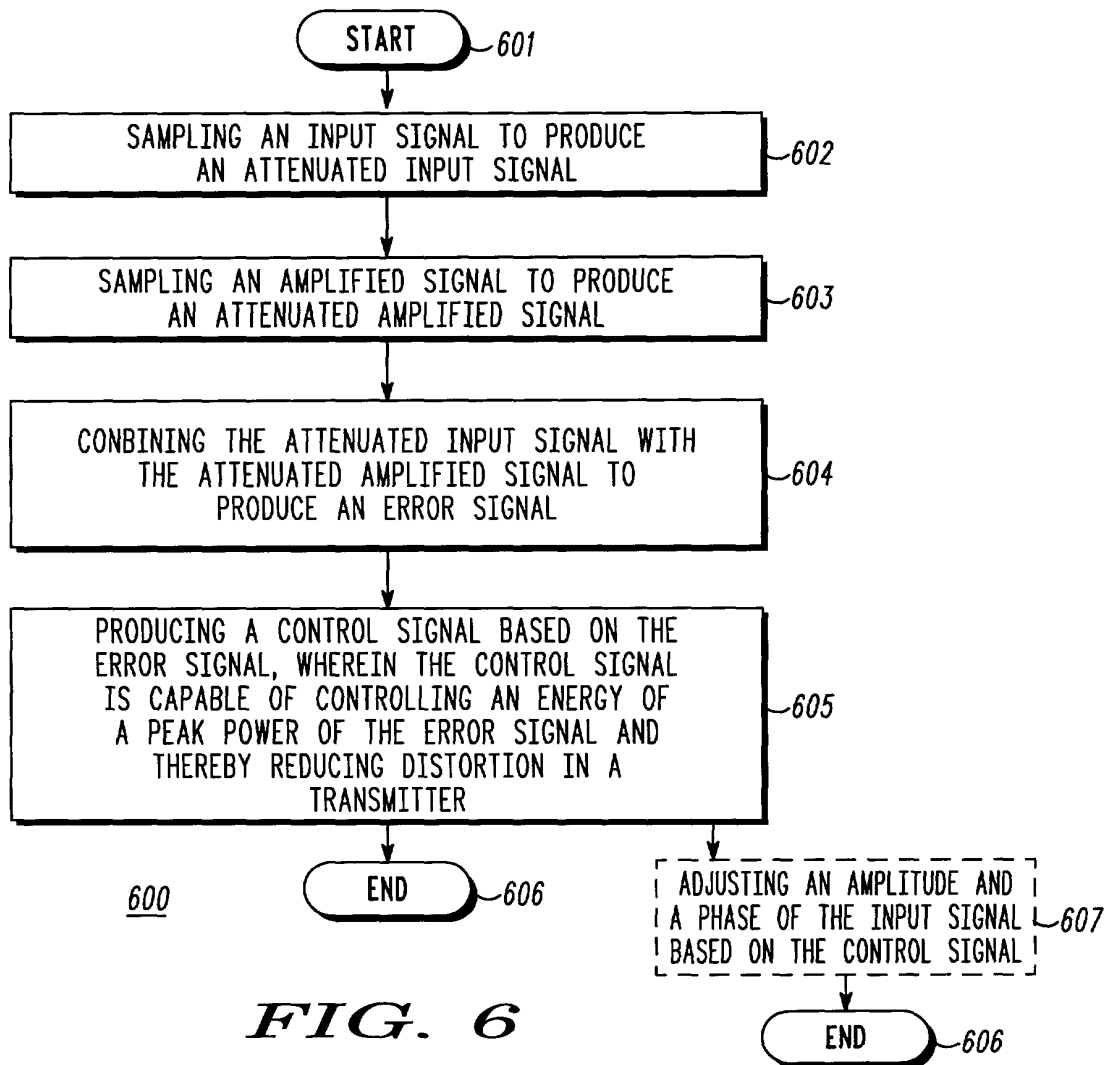 START
601
SAMPLING AN INPUT SIGNAL TO PRODUCE
AN ATTENUATED INPUT SIGNAL
602
SAMPLING AN AMPLIFIED SIGNAL TO PRODUCE
AN ATTENUATED AMPLIFIED SIGNAL
603
CONBINING THE ATTENUATED INPUT SIGNAL WITH
THE ATTENUATED AMPLIFIED SIGNAL TO
PRODUCE AN ERROR SIGNAL
604
PRODUCING A CONTROL SIGNAL BASED ON THE
ERROR SIGNAL, WHEREIN THE CONTROL SIGNAL
IS CAPABLE OF CONTROLLING AN ENERGY OF
A PEAK POWER OF THE ERROR SIGNAL AND
THEREBY REDUCING DISTORTION IN A
TRANSMITTER
605
600
END
606
ADJUSTING AN AMPLITUDE AND
A PHASE OF THE INPUT SIGNAL
BASED ON THE CONTROL SIGNAL
607
END
606
FIG. 6